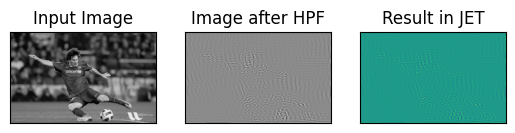 Input Image
Image after HPF
Result in JET